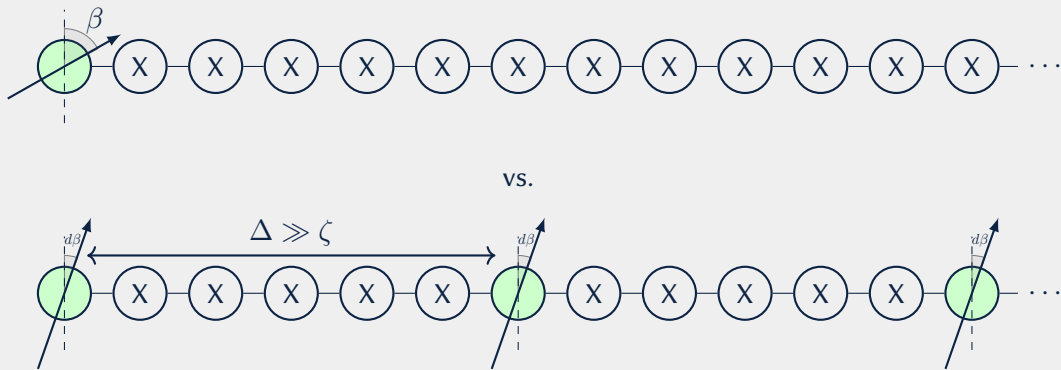 β
X X X X X X X X X X X X ···
vs.
dβ Δ ≫ ζ dβ dβ
X X X X X X X X X X ···